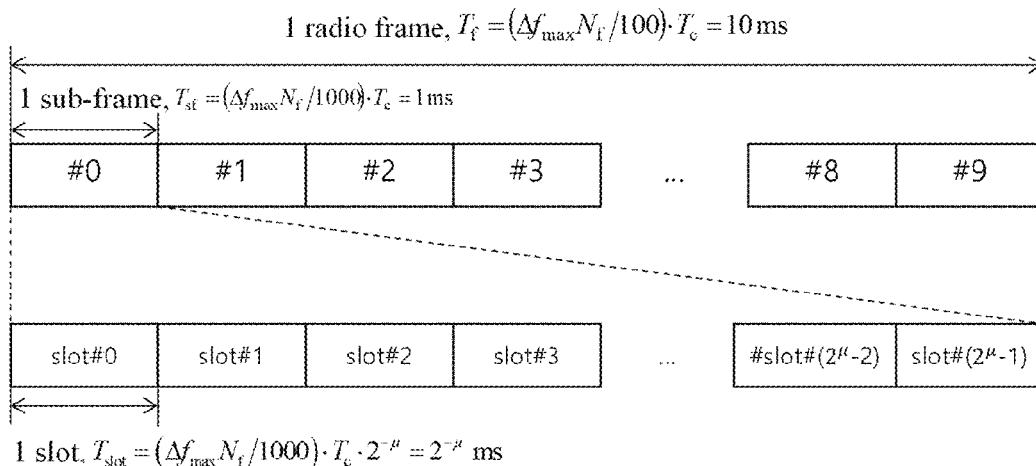 1 radio frame, T_f = (Δf_max N_f/100)·T_c = 10 ms
1 sub-frame, T_sf = (Δf_max N_f/1000)·T_c = 1 ms
#0 #1 #2 #3 ... #8 #9
slot#0 slot#1 slot#2 slot#3 ... #slot#(2^μ-2) slot#(2^μ-1)
1 slot, T_slot = (Δf_max N_f/1000)·T_c·2^-μ = 2^-μ ms